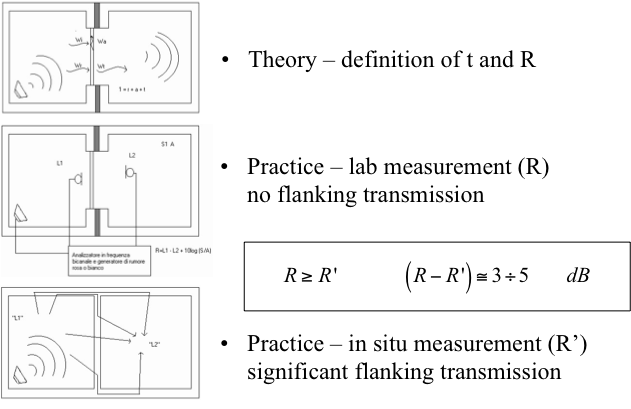 Wi
Wa
Wr
Wt
1 = r + a + t
• Theory – definition of t and R
S1 A
L1
L2
• Practice – lab measurement (R)
no flanking transmission
R=L1 - L2 + 10log (S/A)
Analizzatore in frequenza
bicanale e generatore di rumore
rosa o bianco
R ≥ R' (R − R') ≅ 3 ÷ 5 dB
"L1"
"L2"
• Practice – in situ measurement (R’)
significant flanking transmission